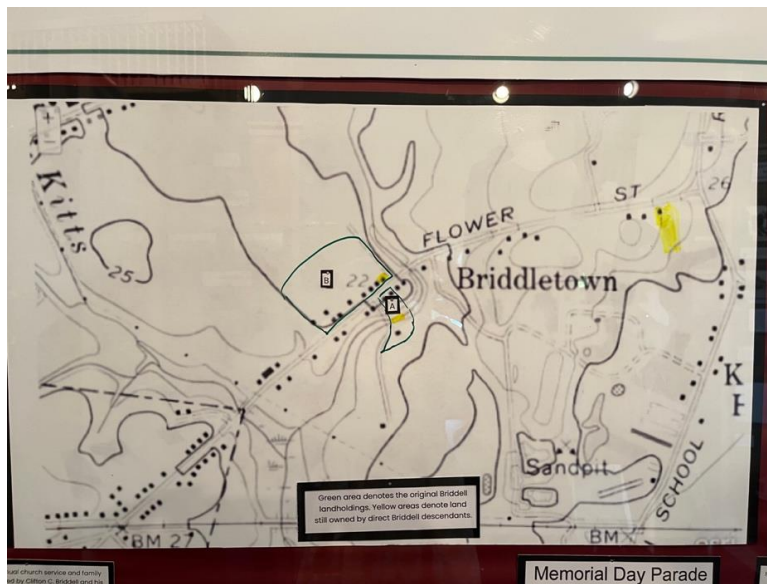 +
Kitts
25
B
22
A
FLOWER ST
26
Briddletown
K
H
Sandpit
SCHOOL
BM 27
BM
Green area denotes the original Briddell
landholdings. Yellow areas denote land
still owned by direct Briddell descendants.
church service and family
ed by Clifton C. Briddell and his
Memorial Day Parade